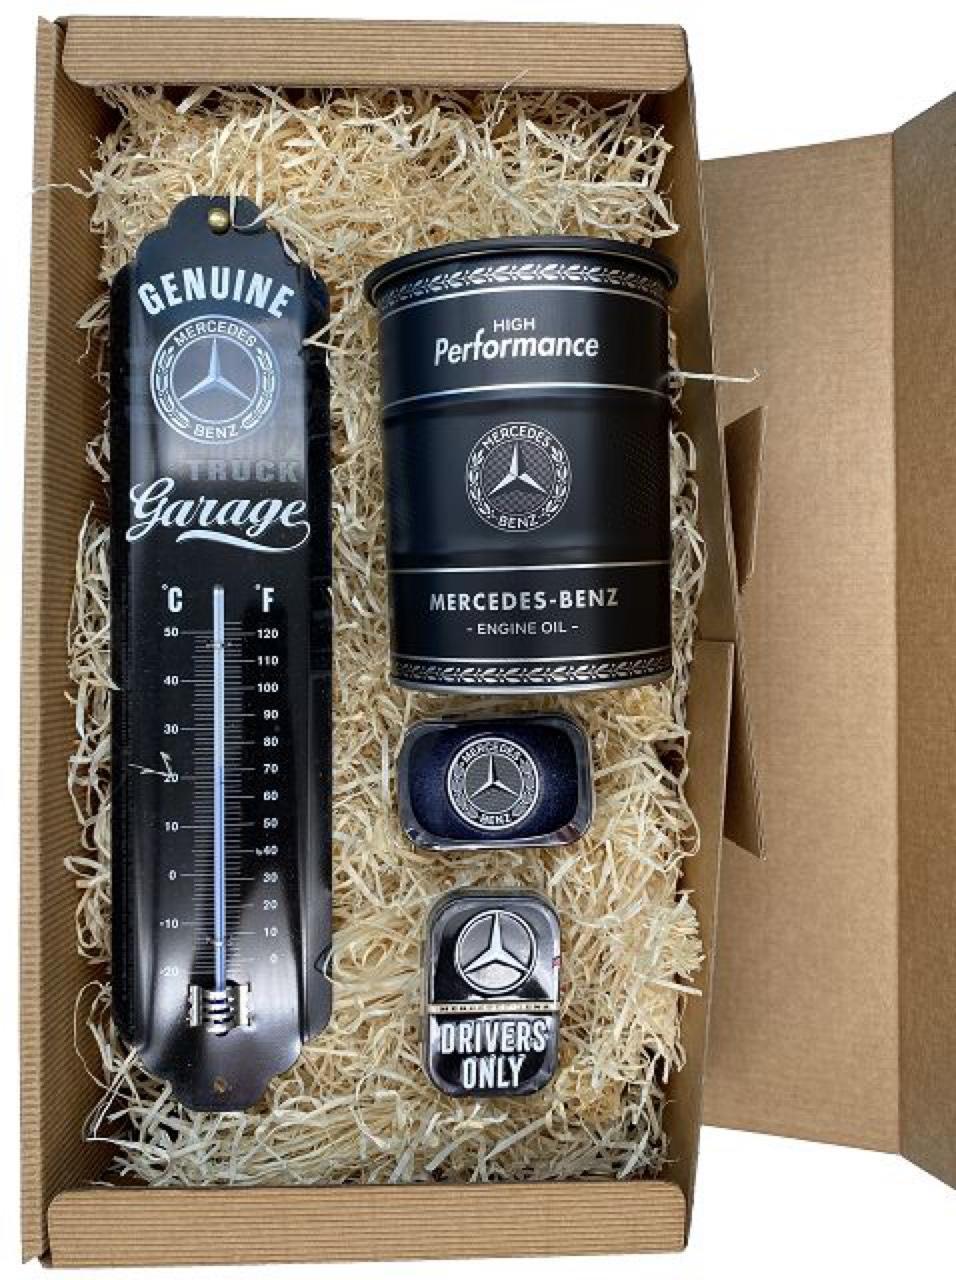 GENUINE
MERCEDES
BENZ
TRUCK
Garage
°C °F
50 120
110
40 100
90
30 80
70
20 60
50
10 40
0 30
20
-10 10
0
-20
HIGH
Performance
MERCEDES
BENZ
MERCEDES-BENZ
- ENGINE OIL -
MERCEDES
BENZ
MERCEDES-BENZ
DRIVERS'
ONLY